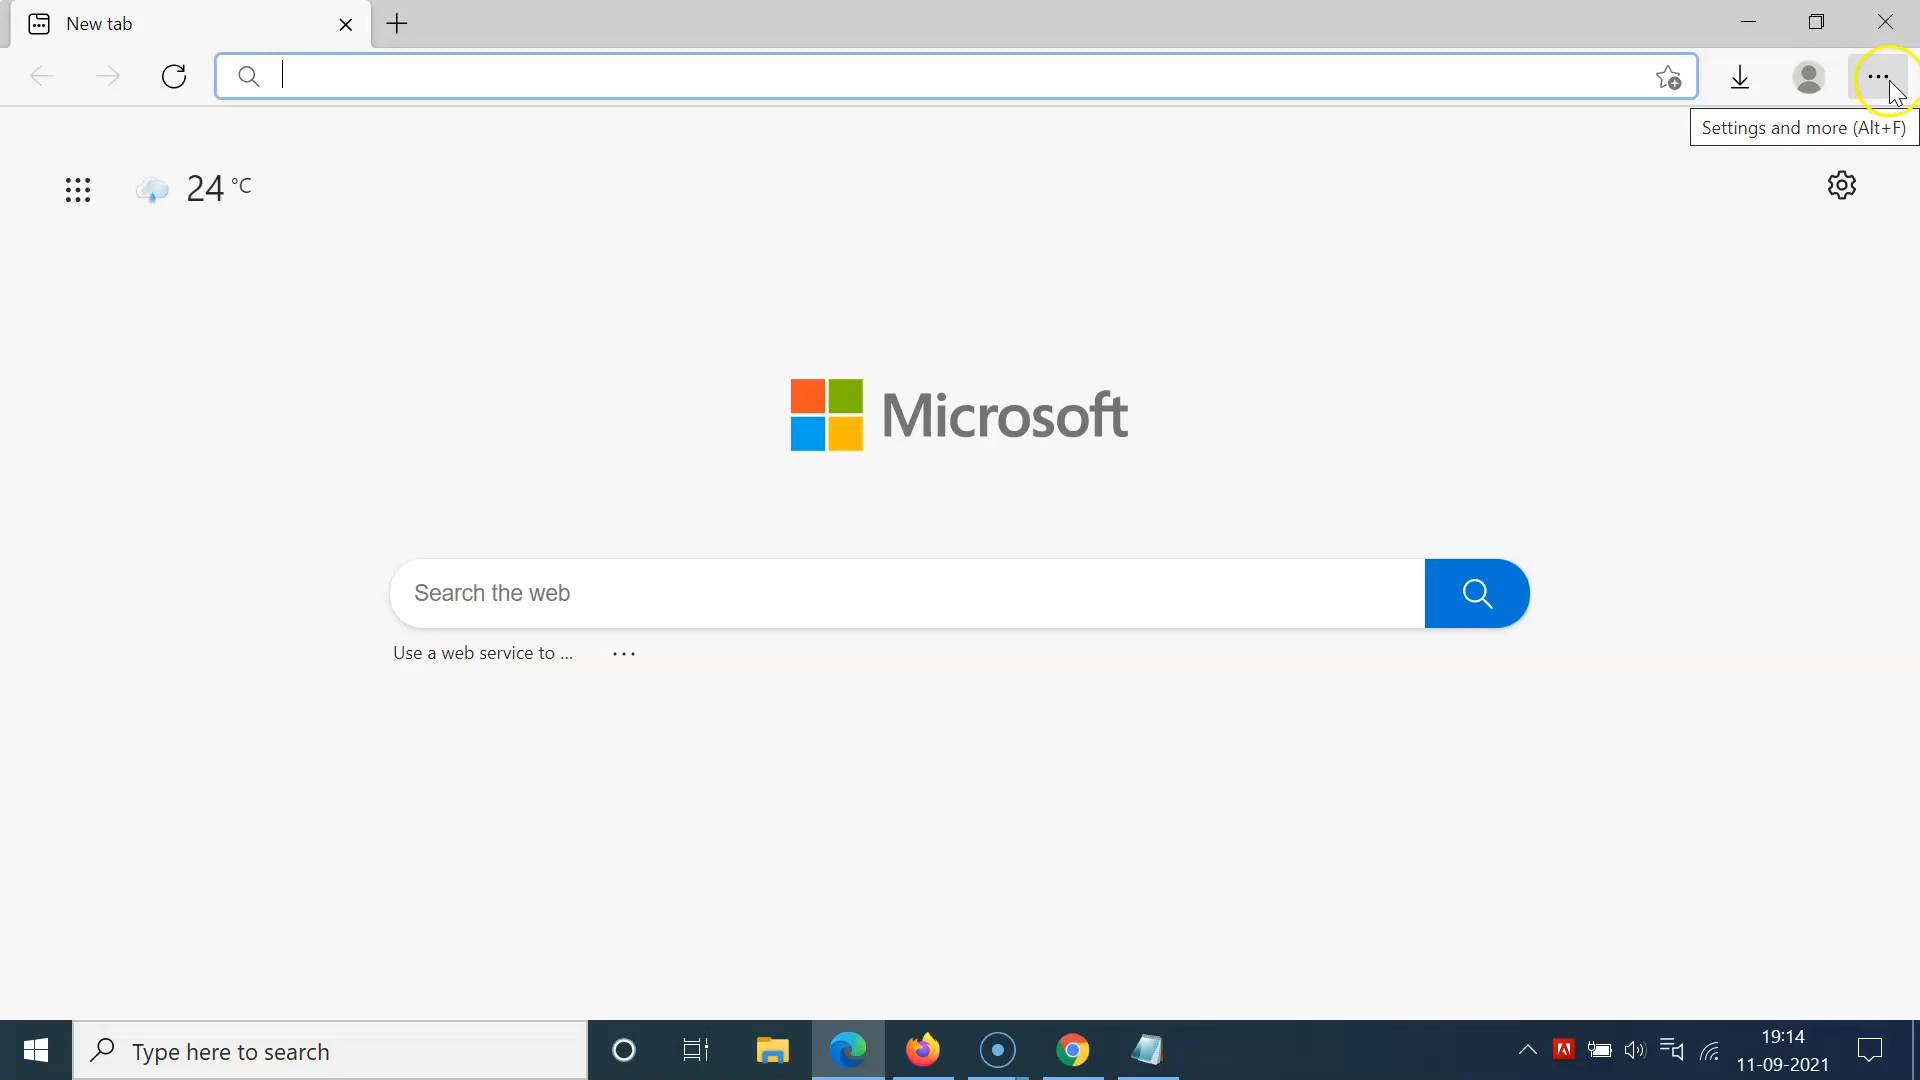 New tab
Settings and more (Alt+F)
24 °C
Microsoft
Search the web
Use a web service to ...
Type here to search
19:14
11-09-2021